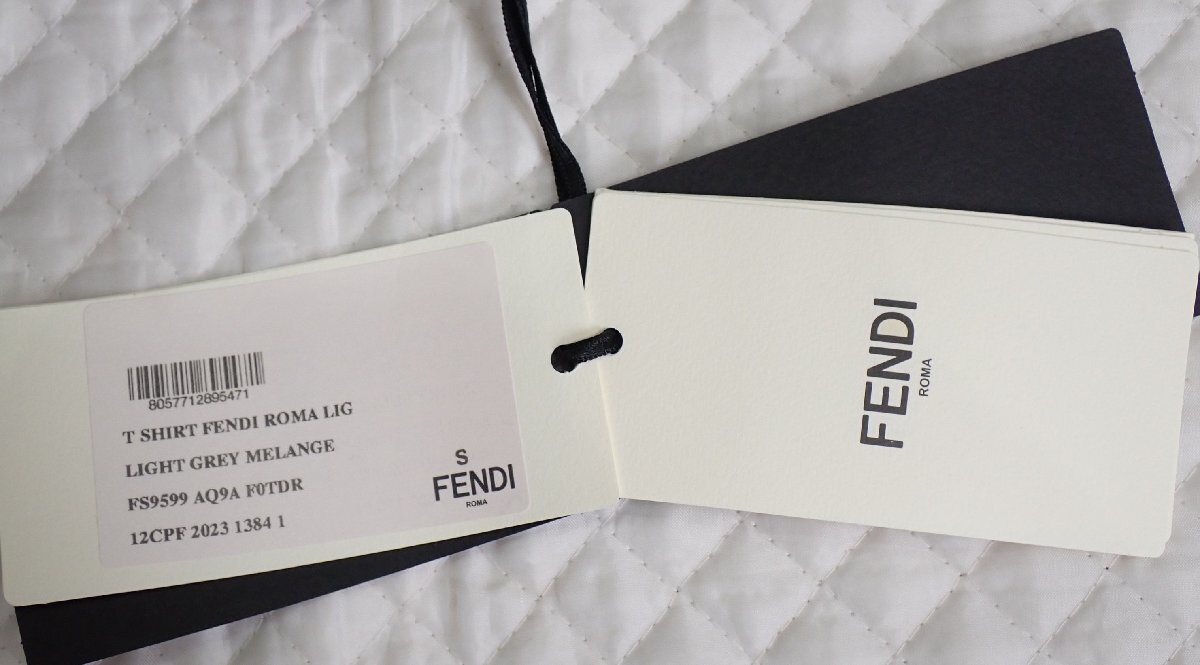 8057712895471
T SHIRT FENDI ROMA LIG
LIGHT GREY MELANGE
FS9599 AQ9A F0TDR
12CPF 2023 1384 1
S
FENDI
ROMA
FENDI
ROMA